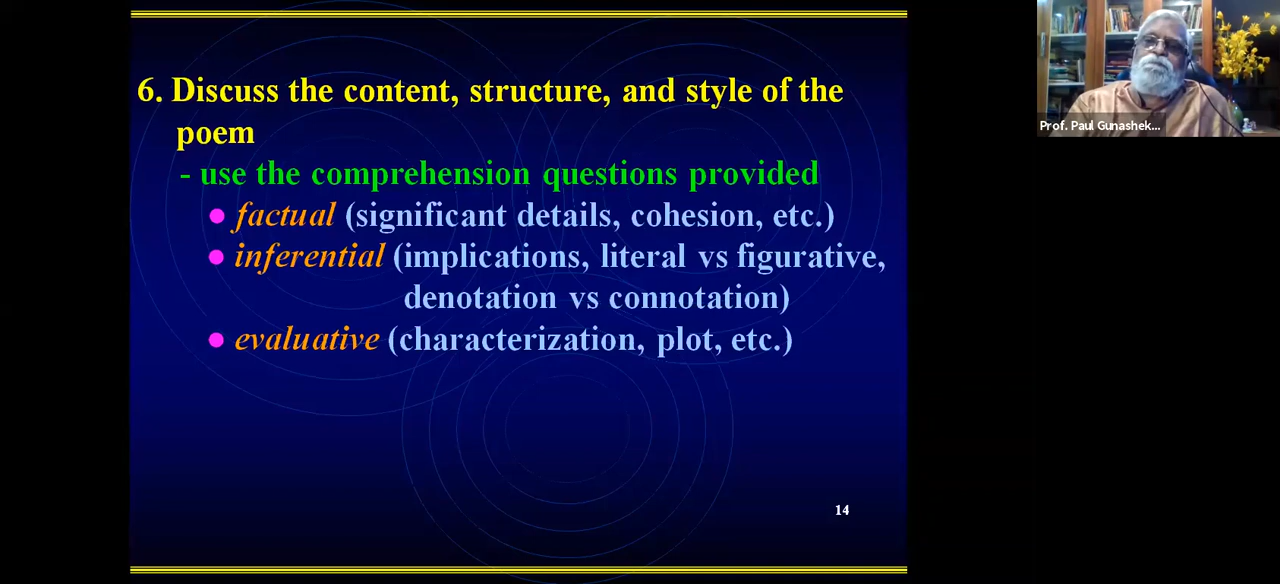 6. Discuss the content, structure, and style of the
poem
- use the comprehension questions provided
● factual (significant details, cohesion, etc.)
● inferential (implications, literal vs figurative,
denotation vs connotation)
● evaluative (characterization, plot, etc.)
14
Prof. Paul Gunashek...